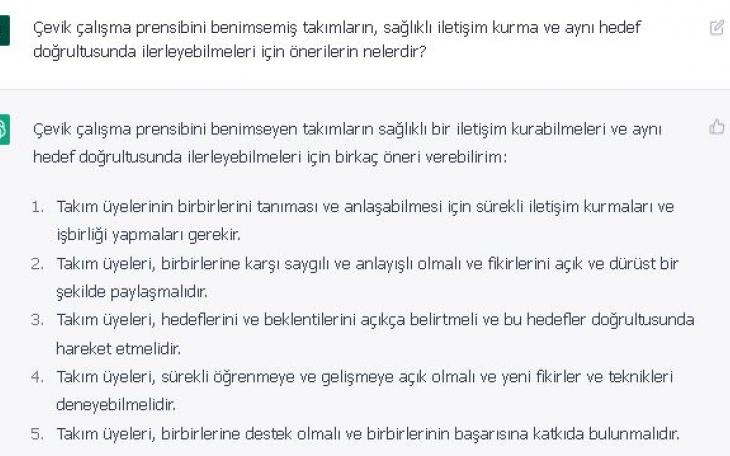 Çevik çalışma prensibini benimsemiş takımların, sağlıklı iletişim kurma ve aynı hedef
doğrultusunda ilerleyebilmeleri için önerilerin nelerdir?
Çevik çalışma prensibini benimseyen takımların sağlıklı bir iletişim kurabilmeleri ve aynı
hedef doğrultusunda ilerleyebilmeleri için birkaç öneri verebilirim:
1. Takım üyelerinin birbirlerini tanıması ve anlaşabilmesi için sürekli iletişim kurmaları ve
işbirliği yapmaları gerekir.
2. Takım üyeleri, birbirlerine karşı saygılı ve anlayışlı olmalı ve fikirlerini açık ve dürüst bir
şekilde paylaşmalıdır.
3. Takım üyeleri, hedeflerini ve beklentilerini açıkça belirtmeli ve bu hedefler doğrultusunda
hareket etmelidir.
4. Takım üyeleri, sürekli öğrenmeye ve gelişmeye açık olmalı ve yeni fikirler ve teknikleri
deneyebilmelidir.
5. Takım üyeleri, birbirlerine destek olmalı ve birbirlerinin başarısına katkıda bulunmalıdır.